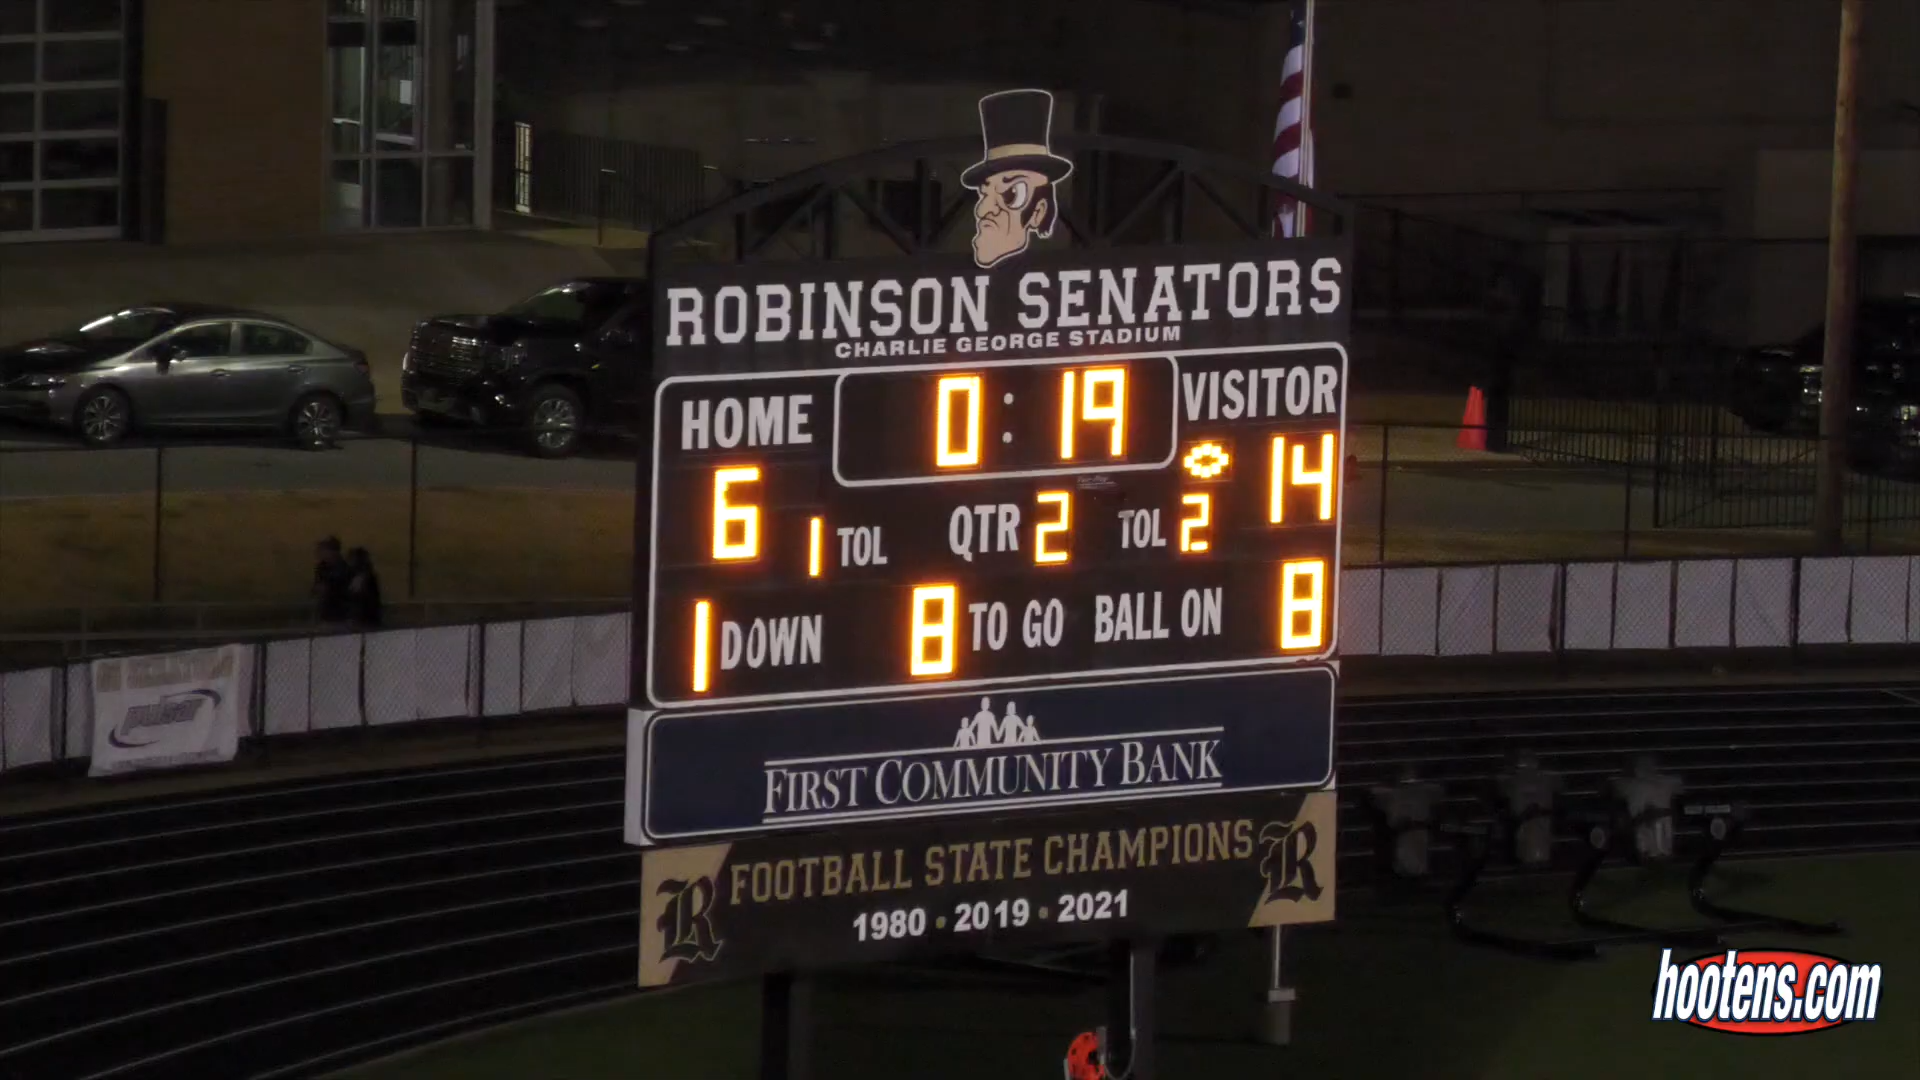 ROBINSON SENATORS
CHARLIE GEORGE STADIUM
HOME 0:19 VISITOR
6 14
1 TOL QTR 2 TOL 2
1 DOWN 8 TO GO BALL ON 8
FIRST COMMUNITY BANK
R FOOTBALL STATE CHAMPIONS R
1980 • 2019 • 2021
hootens.com